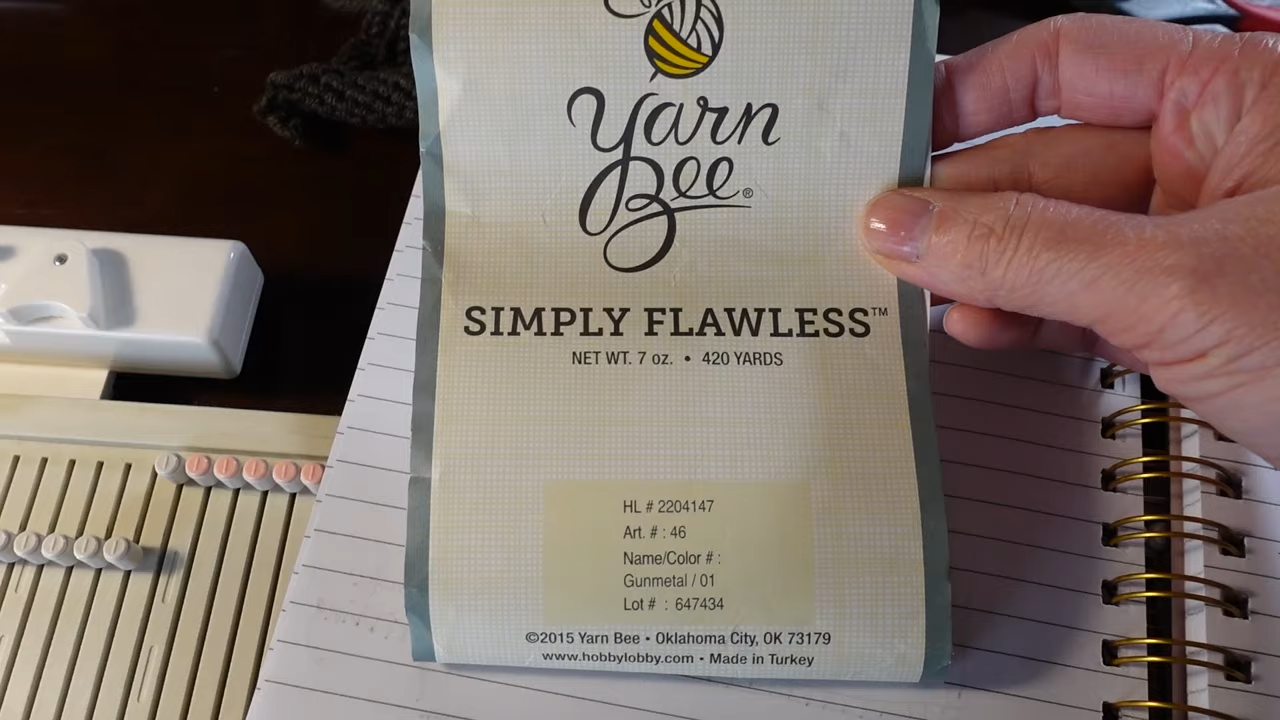 Yarn
Bee®
SIMPLY FLAWLESS™
NET WT. 7 oz. • 420 YARDS
HL # 2204147
Art. # : 46
Name/Color # :
Gunmetal / 01
Lot # : 647434
©2015 Yarn Bee • Oklahoma City, OK 73179
www.hobbylobby.com • Made in Turkey